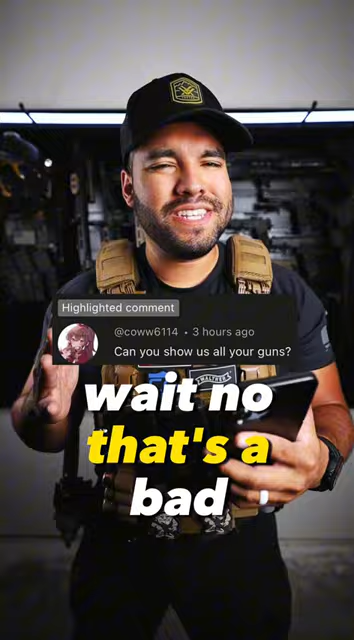 Highlighted comment
@coww6114 • 3 hours ago
Can you show us all your guns?
wait no
that's a
bad